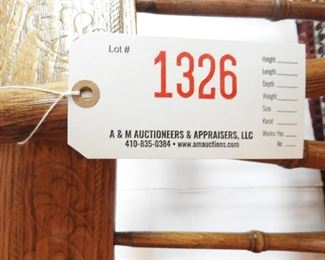 Lot #
1326
Height
Length
Depth
Weight
Size
Karat
Works Yes
No
A & M AUCTIONEERS & APPRAISERS, LLC
410-835-0384 • www.amauctions.com